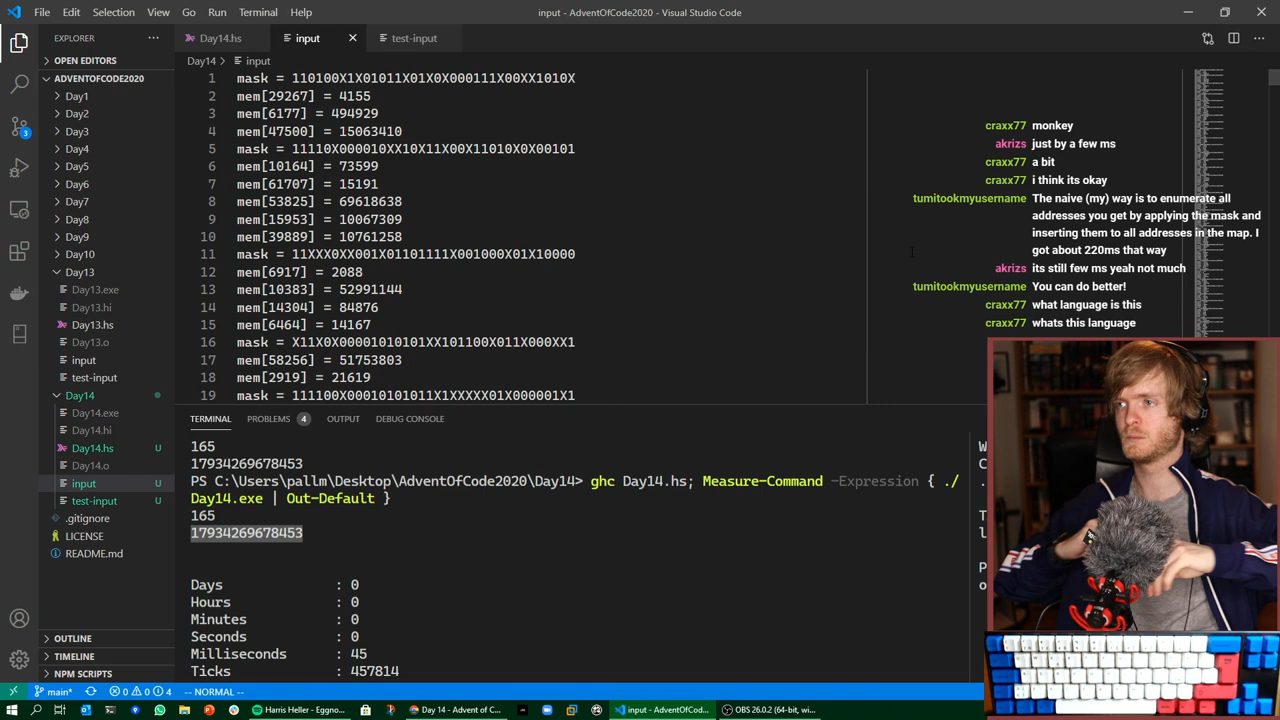 File Edit Selection View Go Run Terminal Help
input - AdventOfCode2020 - Visual Studio Code
EXPLORER
OPEN EDITORS
ADVENTOFCODE2020
Day1
Day2
Day3
Day4
Day5
Day6
Day7
Day8
Day9
Day10
Day13
Day13.exe
Day13.hi
Day13.hs
Day13.o
input
test-input
Day14
Day14.exe
Day14.hi
Day14.hs U
Day14.o
input U
test-input U
.gitignore
LICENSE
README.md
OUTLINE
TIMELINE
NPM SCRIPTS
3
Day14.hs input test-input
Day14 > input
1 mask = 110100X1X01011X01X0X000111X00XX1010X
2 mem[29267] = 4155
3 mem[6177] = 494929
4 mem[47500] = 15063410
5 mask = 11110X000010XX10X11X00X11010X0X00101
6 mem[10164] = 73599
7 mem[61707] = 15191
8 mem[53825] = 69618638
9 mem[15953] = 10067309
10 mem[39889] = 10761258
11 mask = 11XXX0XX001X01101111X001000X01X10000
12 mem[6917] = 2088
13 mem[10383] = 52991144
14 mem[14304] = 84876
15 mem[6464] = 14167
16 mask = X11X0X00001010101XX101100X011X000XX1
17 mem[58256] = 51753803
18 mem[2919] = 21619
19 mask = 111100X00010101011X1XXXXX01X000001X1
craxx77 monkey
akrizs just by a few ms
craxx77 a bit
craxx77 i think its okay
tumitookmyusername The naive (my) way is to enumerate all
addresses you get by applying the mask and
inserting them to all addresses in the map. I
got about 220ms that way
akrizs its still few ms yeah not much
tumitookmyusername You can do better!
craxx77 what language is this
craxx77 whats this language
TERMINAL PROBLEMS 4 OUTPUT DEBUG CONSOLE
165
17934269678453
PS C:\Users\pallm\Desktop\AdventOfCode2020\Day14> ghc Day14.hs; Measure-Command -Expression { ./
Day14.exe | Out-Default }
165
17934269678453
Days : 0
Hours : 0
Minutes : 0
Seconds : 0
Milliseconds : 45
Ticks : 457814
main* 0 0 4 -- NORMAL --
Harris Heller - Eggno... Day 14 - Advent of C... input - AdventOfCod... OBS 26.0.2 (64-bit, wi...